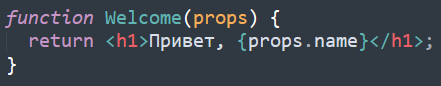 function Welcome(props) {
  return <h1>Привет, {props.name}</h1>;
}